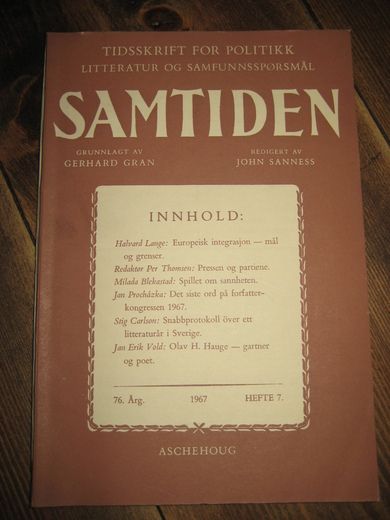 TIDSSKRIFT FOR POLITIKK
LITTERATUR OG SAMFUNNSSPØRSMÅL
SAMTIDEN
GRUNNLAGT AV
GERHARD GRAN
REDIGERT AV
JOHN SANNESS
INNHOLD:
Halvard Lange: Europeisk integrasjon — mål
og grenser.
Redaktør Per Thomsen: Pressen og partiene.
Milada Blekastad: Spillet om sannheten.
Jan Procházka: Det siste ord på forfatter-
kongressen 1967.
Stig Carlson: Snabbprotokoll över ett
litteraturår i Sverige.
Jan Erik Vold: Olav H. Hauge — gartner
og poet.
76. Årg. 1967 HEFTE 7.
ASCHEHOUG